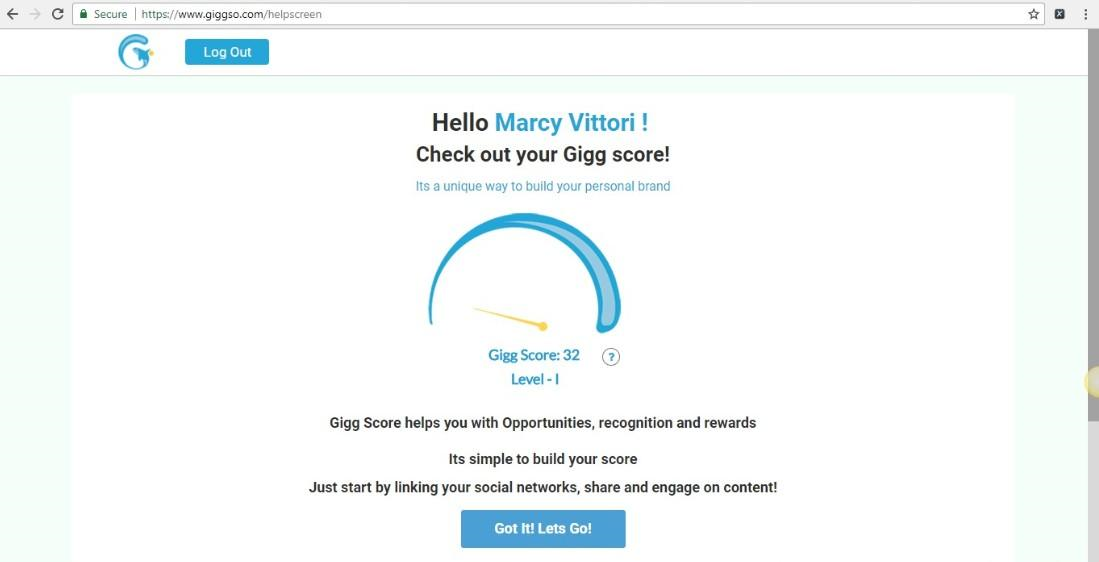 Secure | https://www.giggso.com/helpscreen
Log Out
Hello Marcy Vittori !
Check out your Gigg score!
Its a unique way to build your personal brand
Gigg Score: 32 ?
Level - I
Gigg Score helps you with Opportunities, recognition and rewards
Its simple to build your score
Just start by linking your social networks, share and engage on content!
Got It! Lets Go!